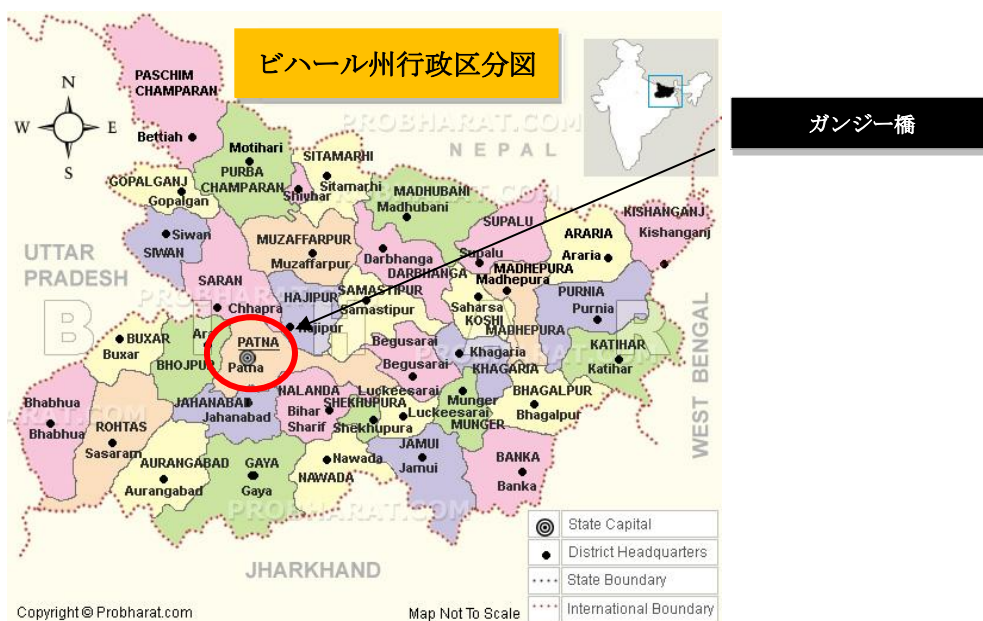 ビハール州行政区分図
ガンジー橋
N
W
E
S
PROBHARAT.COM
NEPAL
PASCHIM
CHAMPARAN
Bettiah
Motihari
PURBA
CHAMPARAN
SITAMARHI
Sitamarhi
Shivhar
GOPALGANJ
Gopalgan
MADHUBANI
Madhubani
Siwan
SIWAN
MUZAFFARPUR
Muzaffarpur
Darbhanga
DARBHANGA
SUPALU
Supalu
ARARIA
Araria
KISHANGANJ
Kishanganj
UTTAR
PRADESH
SARAN
Chhapra
HAJIPUR
Hajipur
SAMASTIPUR
Samastipur
MADHEPURA
Madhepura
Saharsa
KOSHI
MADHEPURA
PURNIA
Purnia
BUXAR
Buxar
Ar
BHOJPUR
PATNA
Patna
Begusarai
Begusarai
Khagaria
KHAGARIA
KATIHAR
Katihar
WEST BENGAL
Bhabhua
Bhabhua
ROHTAS
Sasaram
JAHANABAD
Jahanabad
NALANDA
Bihar
Sharif
SHEKHUPURA
Shekhupura
Luckeesarai
Luckeesarai
Munger
MUNGER
BHAGALPUR
Bhagalpur
AURANGABAD
Aurangabad
GAYA
Gaya
Nawada
NAWADA
JAMUI
Jamui
BANKA
Banka
PROBHARAT.COM
JHARKHAND
State Capital
District Headquarters
State Boundary
International Boundary
Copyright © Probharat.com
Map Not To Scale